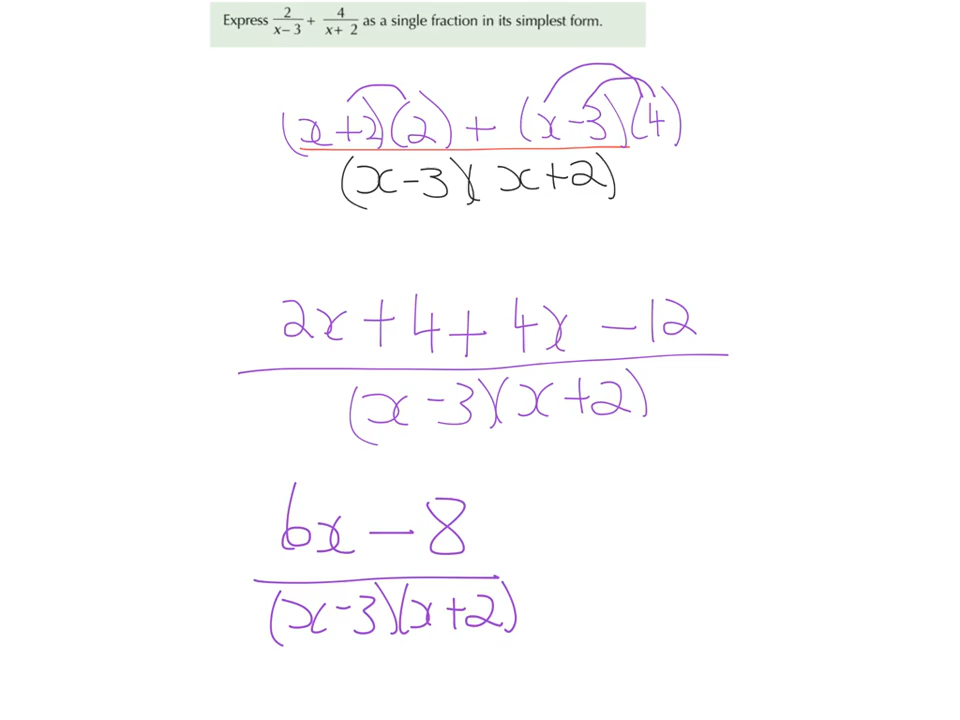 Express 2/(x− 3) + 4/(x+ 2) as a single fraction in its simplest form.
(x+2)(2) + (x-3)(4)
(x-3)(x+2)
2x + 4 + 4x - 12
(x-3)(x+2)
6x - 8
(x-3)(x+2)